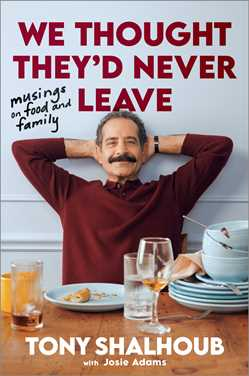 WE THOUGHT
THEY'D NEVER
LEAVE
musings
on food and
family
TONY SHALHOUB
with Josie Adams